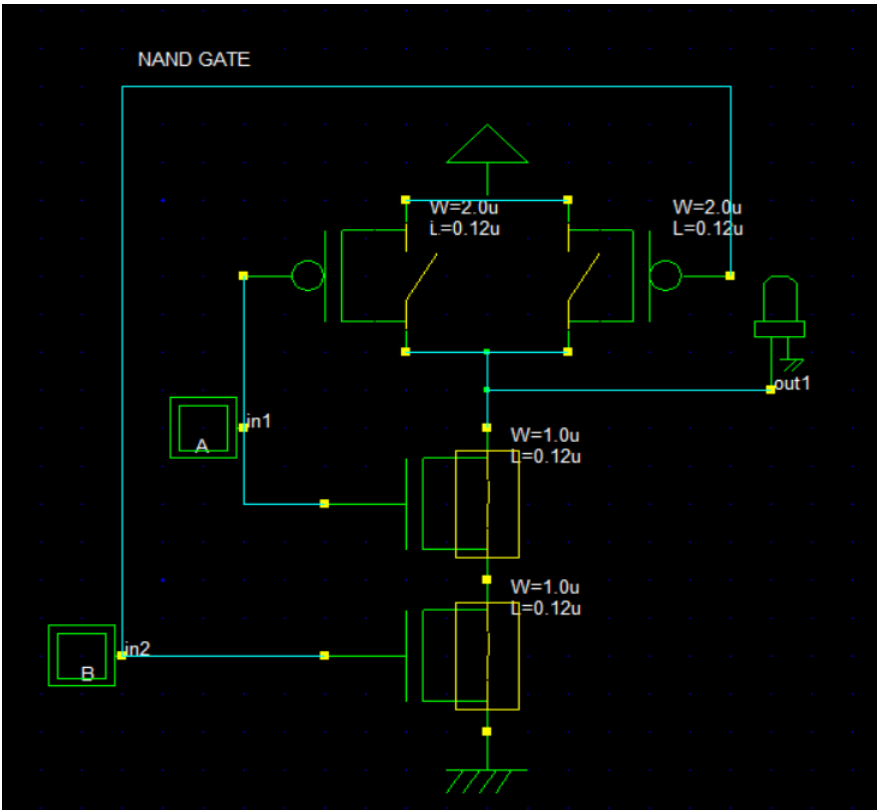 NAND GATE
W=2.0u
L=0.12u
W=2.0u
L=0.12u
out1
in1
A
W=1.0u
L=0.12u
W=1.0u
L=0.12u
in2
B